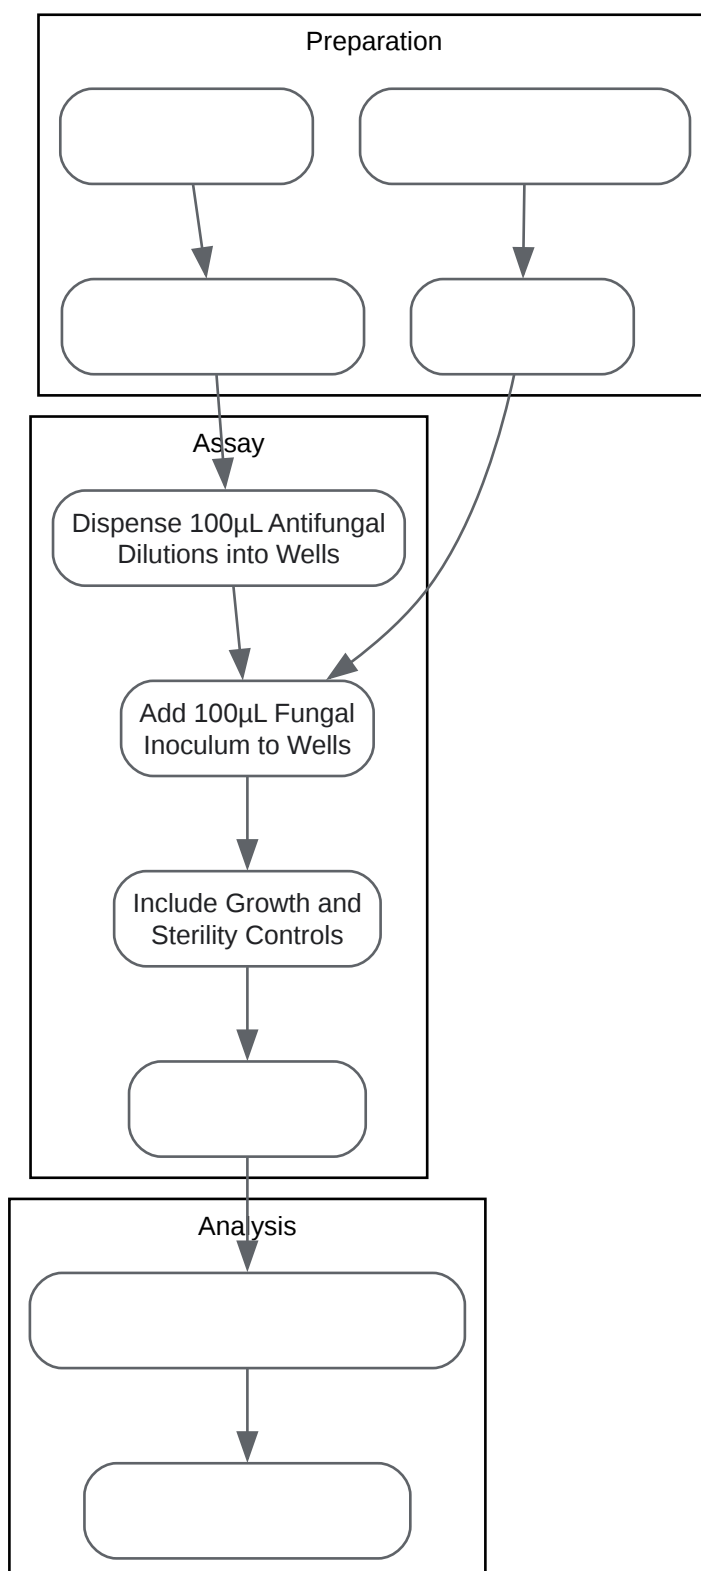 Preparation
Assay
Dispense 100µL Antifungal
Dilutions into Wells
Add 100µL Fungal
Inoculum to Wells
Include Growth and
Sterility Controls
Analysis